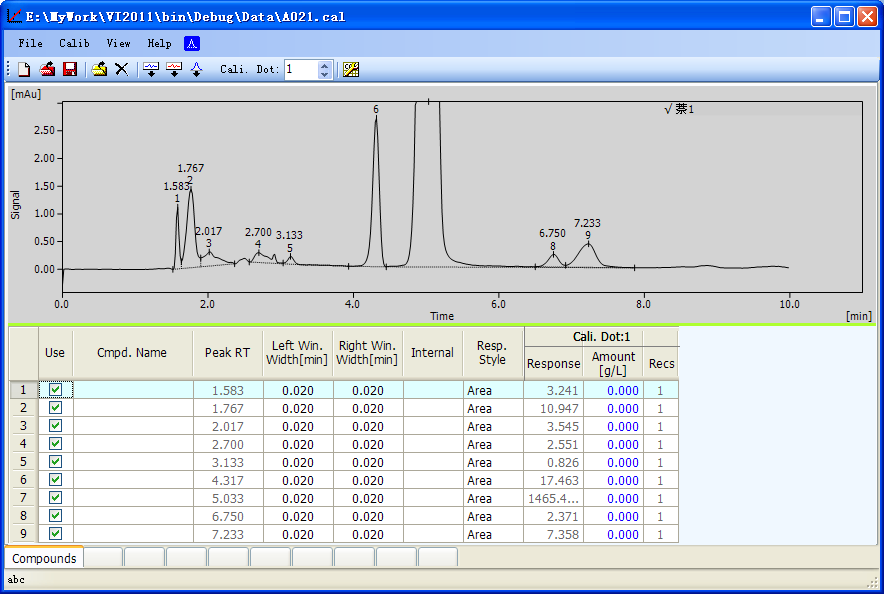 E:\MyWork\VI2011\bin\Debug\Data\A021.cal
File Calib View Help
Cali. Dot: 1
[mAu]
√ 萘1
6
2.50
2.00
1.767
2
1.583
1
1.50
Signal
1.00
7.233
9
6.750
8
2.017
3
2.700
4
3.133
5
0.50
0.00
0.0 2.0 4.0 6.0 8.0 10.0
Time [min]
Cali. Dot:1
Use Cmpd. Name Peak RT Left Win. Width[min] Right Win. Width[min] Internal Resp. Style Response Amount [g/L] Recs
1 1.583 0.020 0.020 Area 3.241 0.000 1
2 1.767 0.020 0.020 Area 10.947 0.000 1
3 2.017 0.020 0.020 Area 3.545 0.000 1
4 2.700 0.020 0.020 Area 2.551 0.000 1
5 3.133 0.020 0.020 Area 0.826 0.000 1
6 4.317 0.020 0.020 Area 17.463 0.000 1
7 5.033 0.020 0.020 Area 1465.4... 0.000 1
8 6.750 0.020 0.020 Area 2.371 0.000 1
9 7.233 0.020 0.020 Area 7.358 0.000 1
Compounds
abc